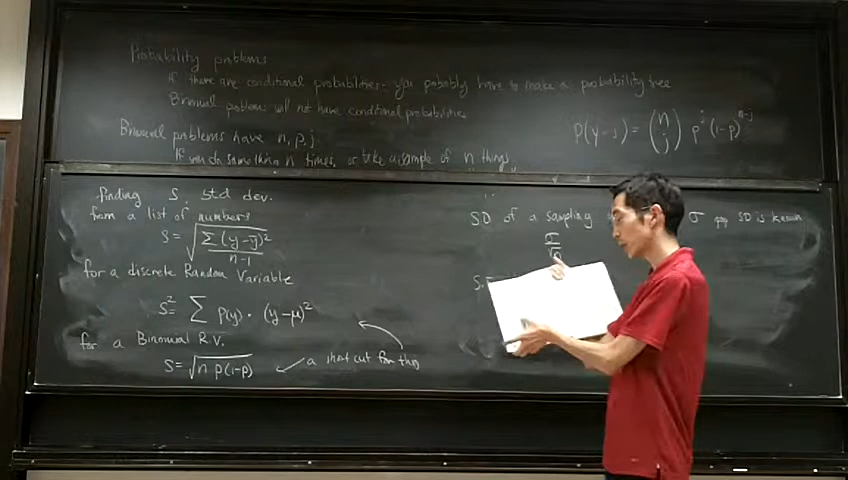 Probability problems
If there are conditional probabilities - you probably have to make a probability tree
Binomial problems will not have conditional probabilities
Binomial problems have n, p, j.
If you do something n times, or take a sample of n things,
P(y=j) = (n j) p^j (1-p)^(n-j)
finding S, std dev.
from a list of numbers
S = √(Σ(y-ȳ)²/(n-1))
for a discrete Random Variable
S² = Σ p(y) · (y-μ)²
for a Binomial R.V.
S = √(n p(1-p))
a short cut for this
SD of a sampling
σ pop SD is known
σ/√n
S.